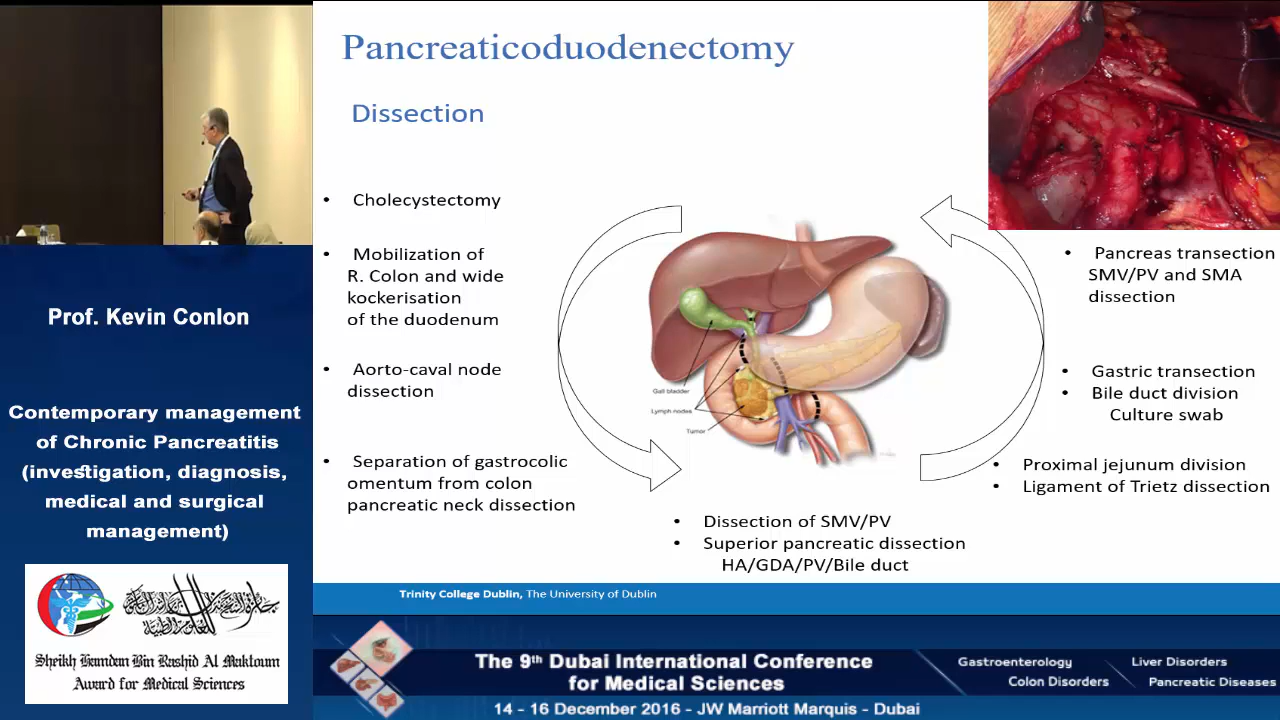 Pancreaticoduodenectomy
Dissection
• Cholecystectomy
• Mobilization of
R. Colon and wide
kockerisation
of the duodenum
• Aorto-caval node
dissection
• Separation of gastrocolic
omentum from colon
pancreatic neck dissection
• Dissection of SMV/PV
• Superior pancreatic dissection
HA/GDA/PV/Bile duct
• Proximal jejunum division
• Ligament of Trietz dissection
• Gastric transection
• Bile duct division
Culture swab
• Pancreas transection
SMV/PV and SMA
dissection
Gall bladder
Lymph nodes
Tumor
Trinity College Dublin, The University of Dublin
Prof. Kevin Conlon
Contemporary management
of Chronic Pancreatitis
(investigation, diagnosis,
medical and surgical
management)
Sheikh Hamdan Bin Rashid Al Maktoum
Award for Medical Sciences
The 9th Dubai International Conference
for Medical Sciences
14 - 16 December 2016 - JW Marriott Marquis - Dubai
Gastroenterology
Liver Disorders
Colon Disorders
Pancreatic Diseases